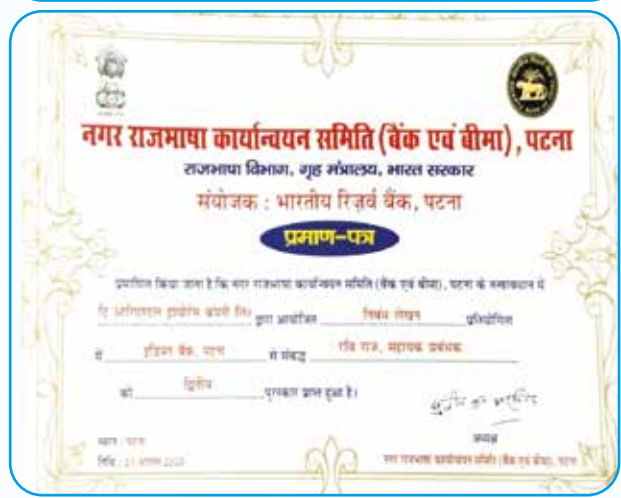 नगर राजभाषा कार्यान्वयन समिति (बैंक एवं बीमा), पटना
राजभाषा विभाग, गृह मंत्रालय, भारत सरकार
संयोजक : भारतीय रिज़र्व बैंक, पटना
प्रमाण-पत्र
प्रमाणित किया जाता है कि नगर राजभाषा कार्यान्वयन समिति (बैंक एवं बीमा), पटना के तत्वावधान में
दि ओरिएण्टल इंश्योरेंस कंपनी लि० द्वारा आयोजित निबंध लेखन प्रतियोगिता
में इंडियन बैंक, पटना से संबद्ध रवि राज, सहायक प्रबंधक
को द्वितीय पुरस्कार प्राप्त हुआ है।
अध्यक्ष
स्थान : पटना
नगर राजभाषा कार्यान्वयन समिति (बैंक एवं बीमा), पटना
तिथि :